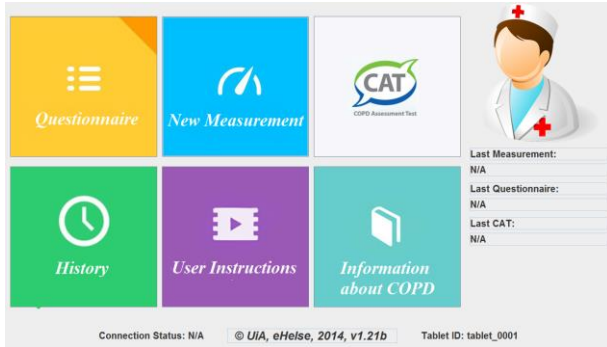 Questionnaire
New Measurement
CAT
COPD Assessment Test
Last Measurement:
N/A
Last Questionnaire:
N/A
Last CAT:
N/A
History
User Instructions
Information
about COPD
Connection Status: N/A
© UiA, eHelse, 2014, v1.21b
Tablet ID: tablet_0001